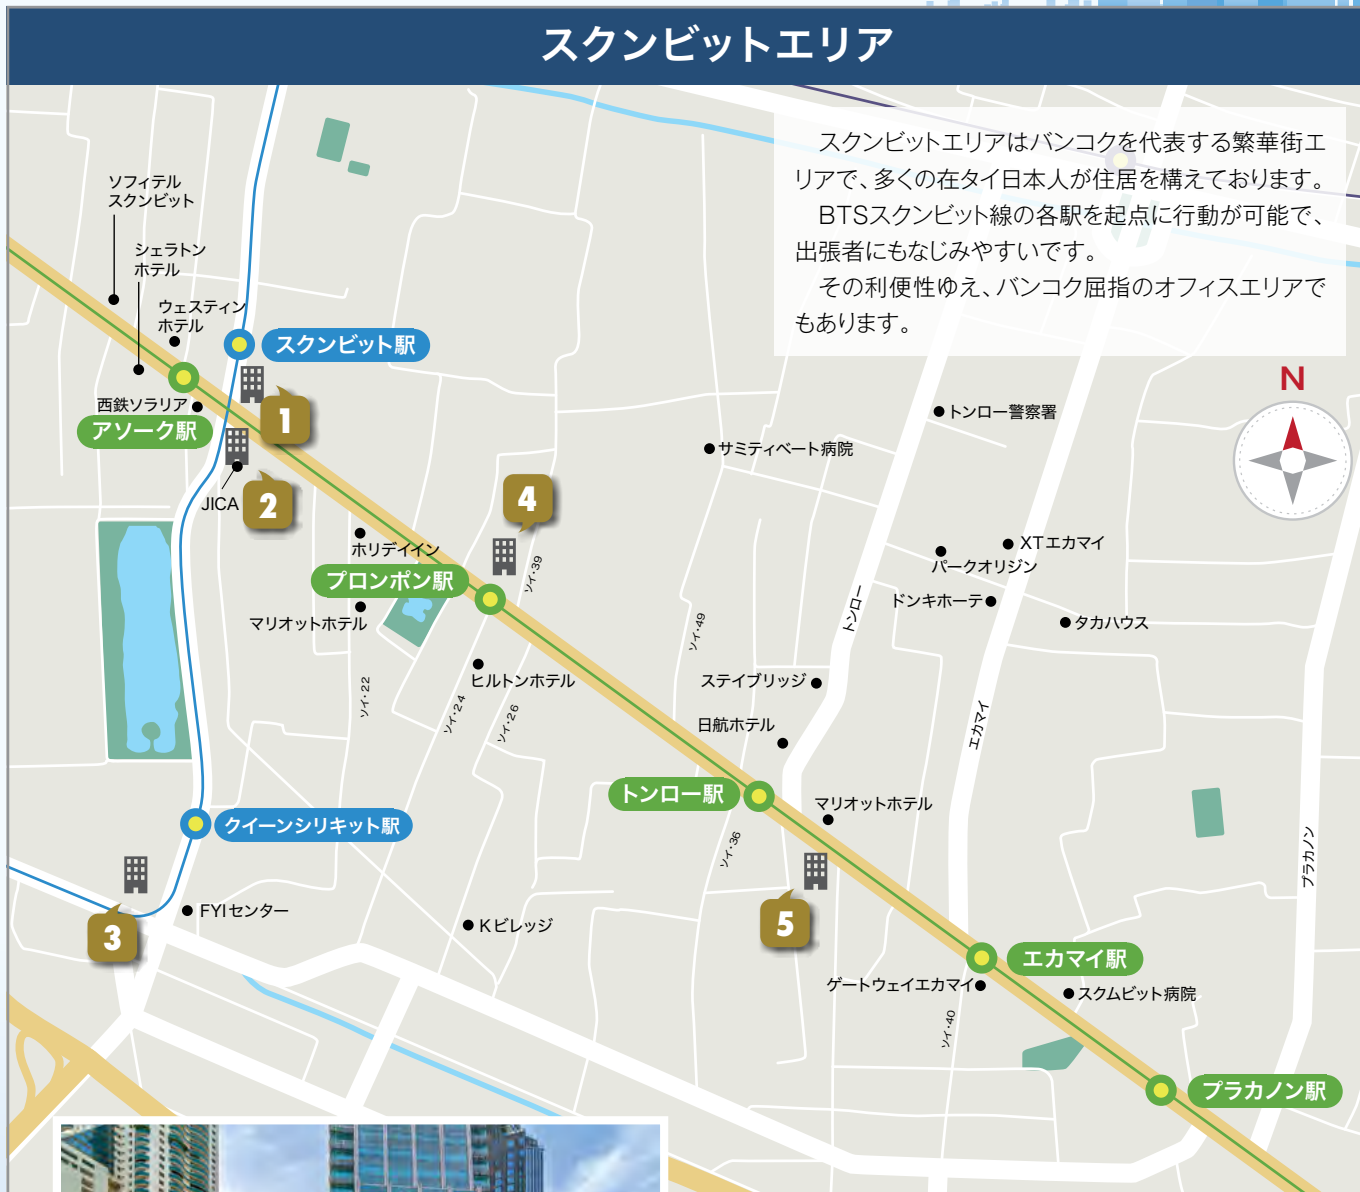 スクンビットエリア
スクンビットエリアはバンコクを代表する繁華街エ
リアで、多くの在タイ日本人が住居を構えております。
BTSスクンビット線の各駅を起点に行動が可能で、
出張者にもなじみやすいです。
その利便性ゆえ、バンコク屈指のオフィスエリアで
もあります。
ソフィテル
スクンビット
シェラトン
ホテル
ウェスティン
ホテル
スクンビット駅
西鉄ソラリア
アソーク駅
1
JICA
2
N
トンロー警察署
サミティベート病院
4
ホリデイイン
プロンポン駅
マリオットホテル
ソイ・39
XTエカマイ
パークオリジン
ドンキホーテ
タカハウス
トンロー
ソイ・49
ヒルトンホテル
ソイ・22
ソイ・24
ソイ・26
ステイブリッジ
日航ホテル
エカマイ
トンロー駅
マリオットホテル
クイーンシリキット駅
ソイ・36
プラカノン
FYIセンター
3
Kビレッジ
5
エカマイ駅
ゲートウェイエカマイ
スクムビット病院
ソイ・40
プラカノン駅